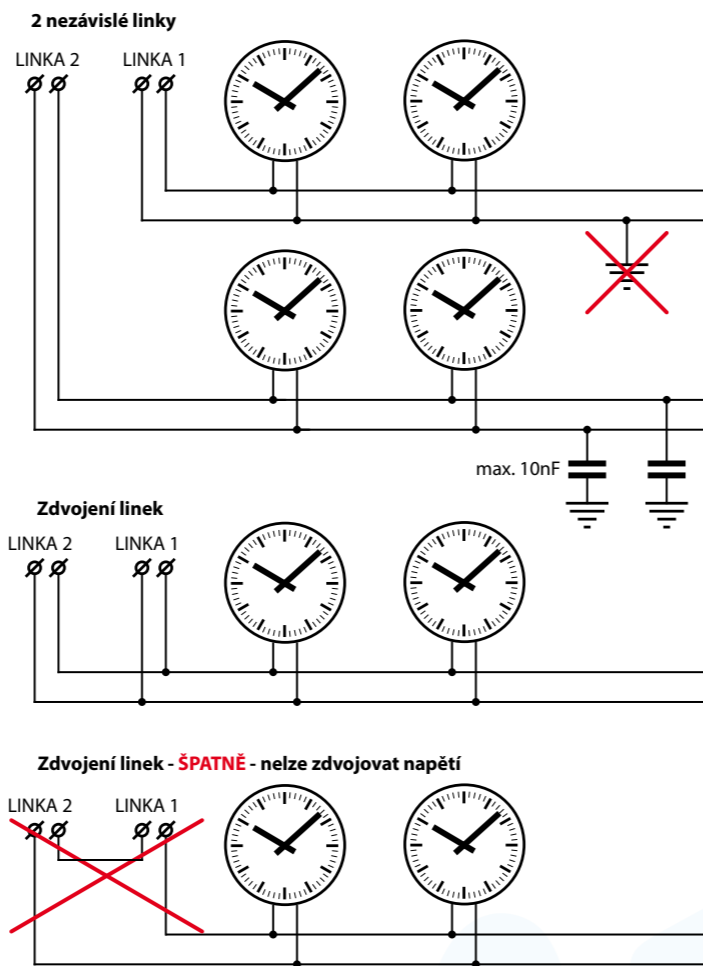 2 nezávislé linky
LINKA 2 LINKA 1
max. 10nF
Zdvojení linek
LINKA 2 LINKA 1
Zdvojení linek - ŠPATNĚ - nelze zdvojovat napětí
LINKA 2 LINKA 1